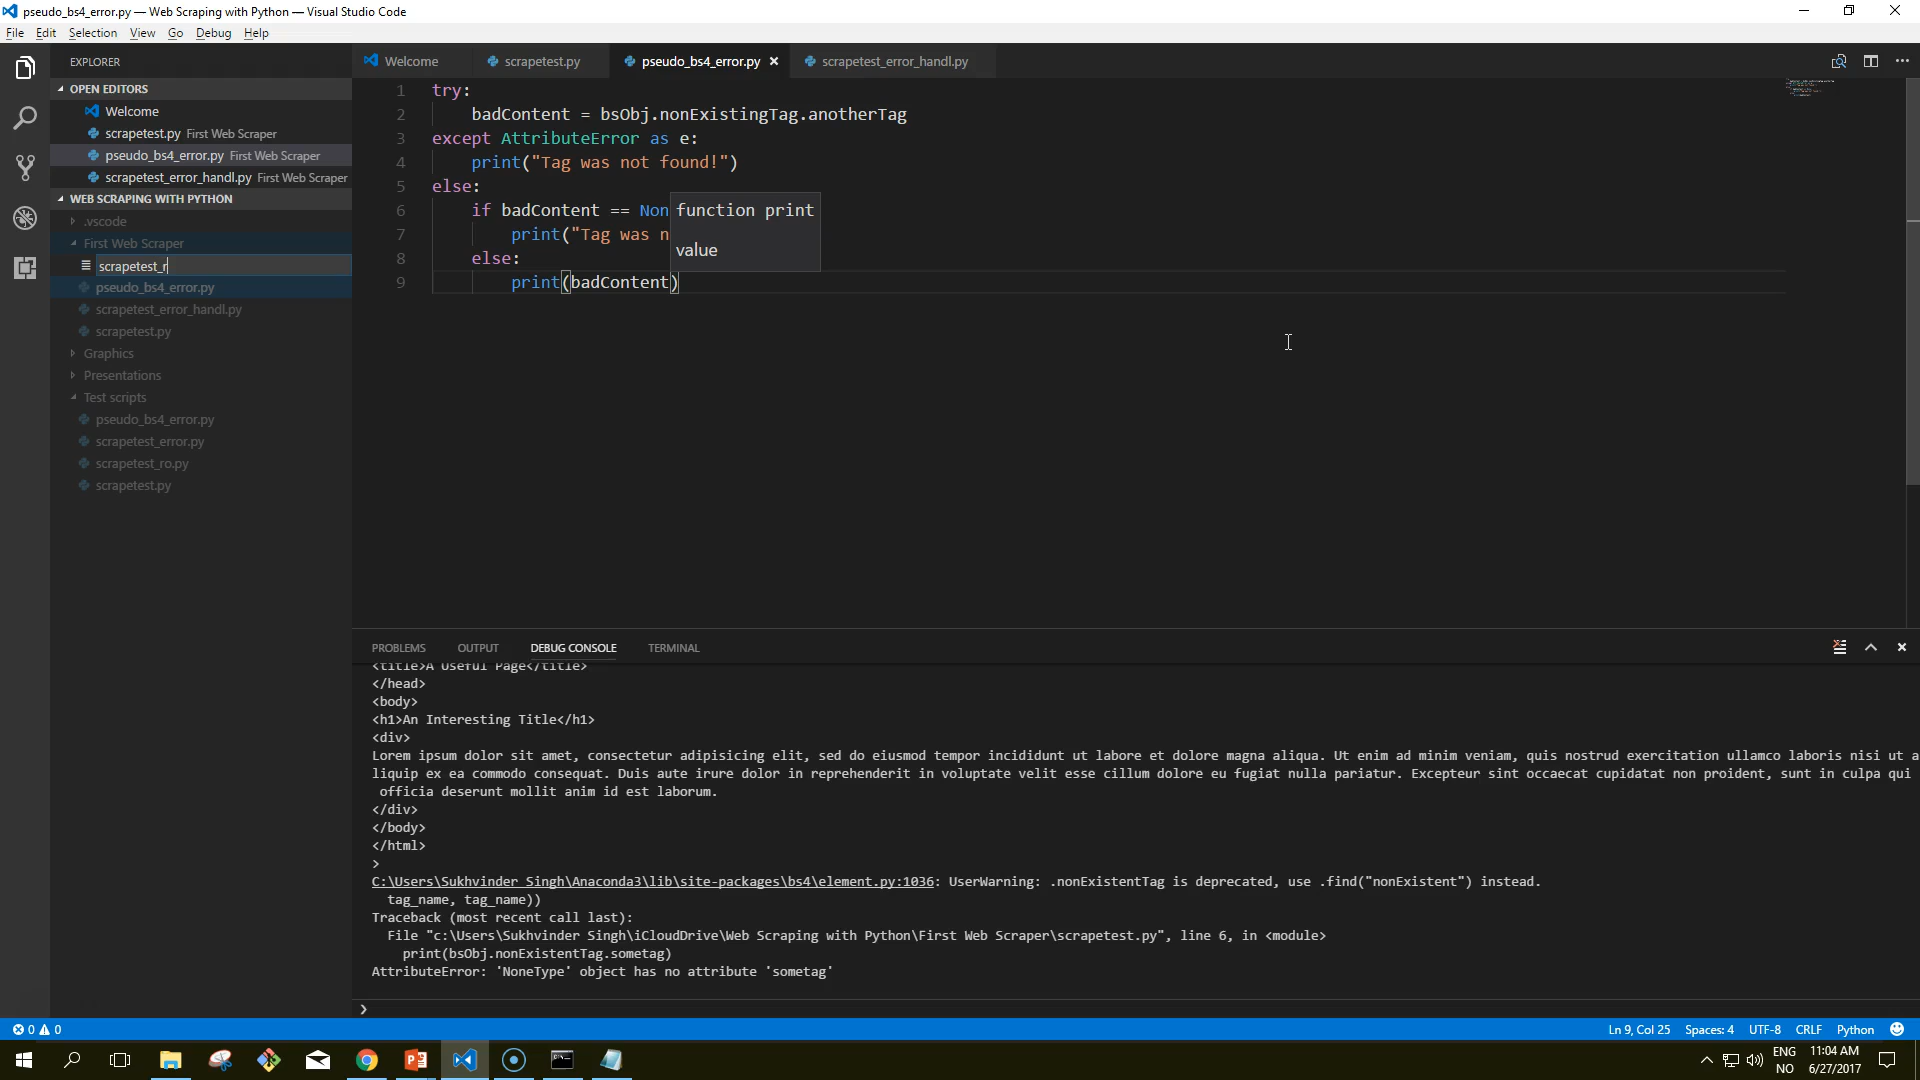 pseudo_bs4_error.py — Web Scraping with Python — Visual Studio Code
File Edit Selection View Go Debug Help
EXPLORER
OPEN EDITORS
Welcome
scrapetest.py First Web Scraper
pseudo_bs4_error.py First Web Scraper
scrapetest_error_handl.py First Web Scraper
WEB SCRAPING WITH PYTHON
.vscode
First Web Scraper
scrapetest_r
pseudo_bs4_error.py
scrapetest_error_handl.py
scrapetest.py
Graphics
Presentations
Test scripts
pseudo_bs4_error.py
scrapetest_error.py
scrapetest_ro.py
scrapetest.py
Welcome scrapetest.py pseudo_bs4_error.py scrapetest_error_handl.py
1 try:
2 badContent = bsObj.nonExistingTag.anotherTag
3 except AttributeError as e:
4 print("Tag was not found!")
5 else:
6 if badContent == Non
7 print("Tag was n
8 else:
9 print(badContent)
function print
value
PROBLEMS OUTPUT DEBUG CONSOLE TERMINAL
<title>A Useful Page</title>
</head>
<body>
<h1>An Interesting Title</h1>
<div>
Lorem ipsum dolor sit amet, consectetur adipisicing elit, sed do eiusmod tempor incididunt ut labore et dolore magna aliqua. Ut enim ad minim veniam, quis nostrud exercitation ullamco laboris nisi ut a
liquip ex ea commodo consequat. Duis aute irure dolor in reprehenderit in voluptate velit esse cillum dolore eu fugiat nulla pariatur. Excepteur sint occaecat cupidatat non proident, sunt in culpa qui
officia deserunt mollit anim id est laborum.
</div>
</body>
</html>
>
C:\Users\Sukhvinder Singh\Anaconda3\lib\site-packages\bs4\element.py:1036: UserWarning: .nonExistentTag is deprecated, use .find("nonExistent") instead.
tag_name, tag_name))
Traceback (most recent call last):
File "c:\Users\Sukhvinder Singh\iCloudDrive\Web Scraping with Python\First Web Scraper\scrapetest.py", line 6, in <module>
print(bsObj.nonExistentTag.sometag)
AttributeError: 'NoneType' object has no attribute 'sometag'
❯
0 0 Ln 9, Col 25 Spaces: 4 UTF-8 CRLF Python
ENG 11:04 AM
NO 6/27/2017